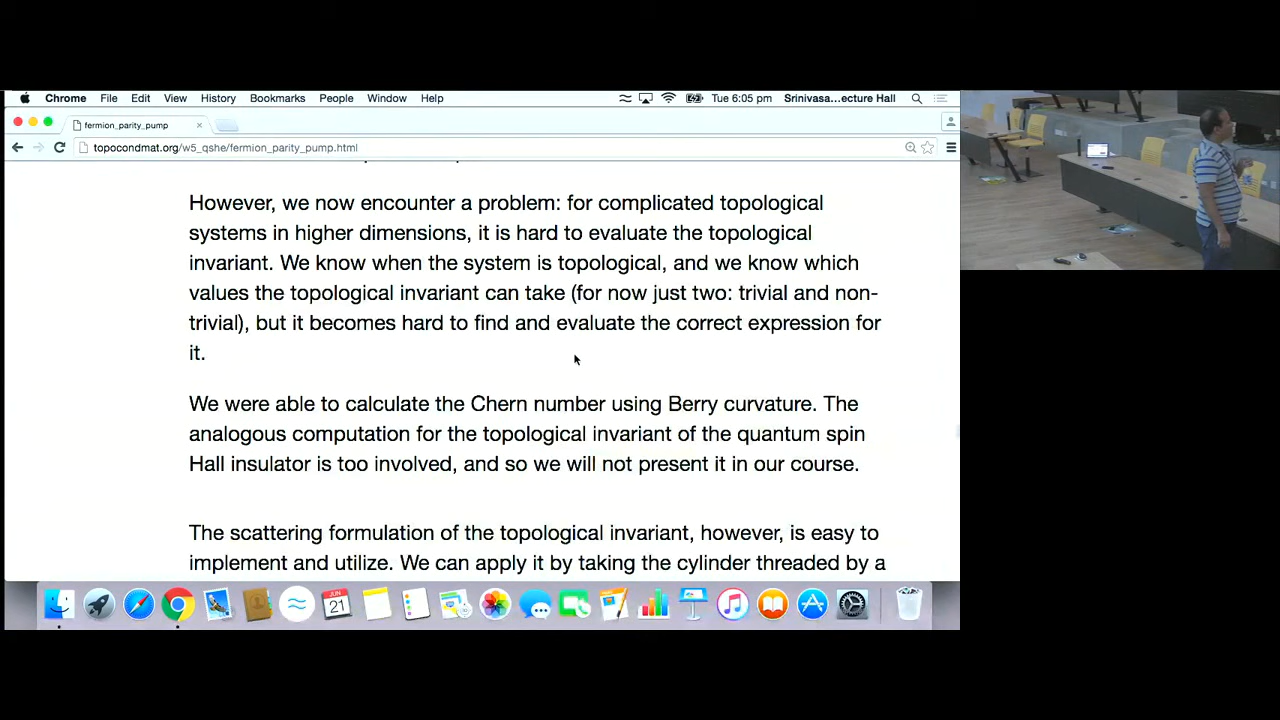 Chrome File Edit View History Bookmarks People Window Help Tue 6:05 pm Srinivasa...ecture Hall
fermion_parity_pump
topocondmat.org/w5_qshe/fermion_parity_pump.html
However, we now encounter a problem: for complicated topological
systems in higher dimensions, it is hard to evaluate the topological
invariant. We know when the system is topological, and we know which
values the topological invariant can take (for now just two: trivial and non-
trivial), but it becomes hard to find and evaluate the correct expression for
it.
We were able to calculate the Chern number using Berry curvature. The
analogous computation for the topological invariant of the quantum spin
Hall insulator is too involved, and so we will not present it in our course.
The scattering formulation of the topological invariant, however, is easy to
implement and utilize. We can apply it by taking the cylinder threaded by a
JUN
21